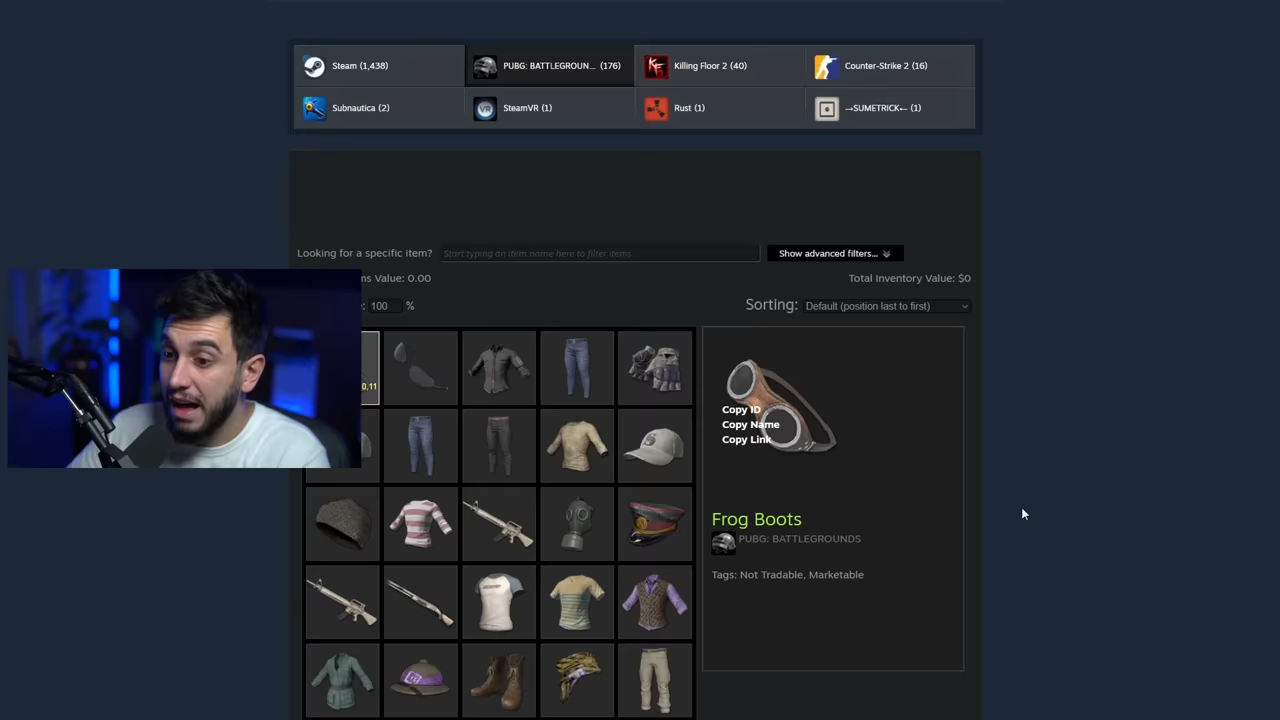 Steam (1,438)
PUBG: BATTLEGROUN... (176)
Killing Floor 2 (40)
Counter-Strike 2 (16)
Subnautica (2)
SteamVR (1)
Rust (1)
→SUMETRICK← (1)
Looking for a specific item?
Start typing an item name here to filter items
Show advanced filters...
Value: 0.00
Total Inventory Value: $0
100 %
Sorting:
Default (position last to first)
0,11
Copy ID
Copy Name
Copy Link
Frog Boots
PUBG: BATTLEGROUNDS
Tags: Not Tradable, Marketable